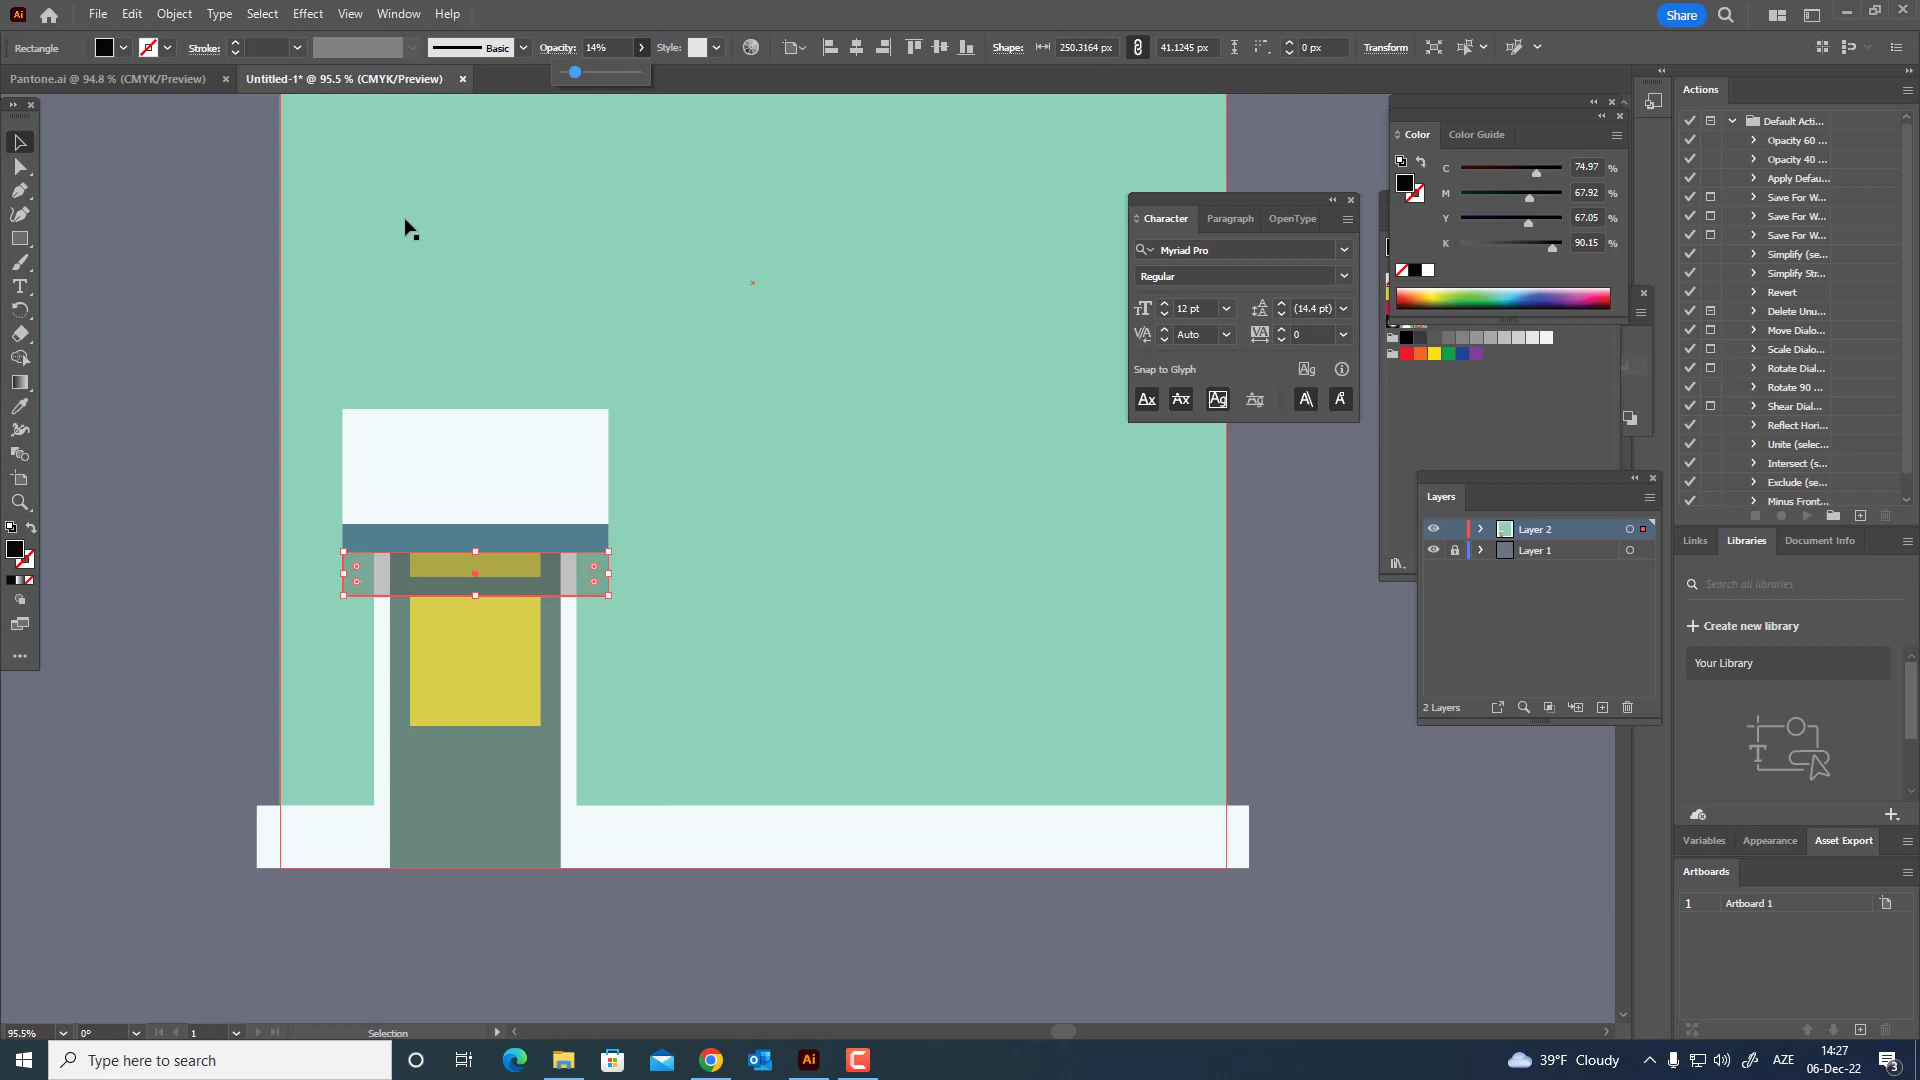 Ai File Edit Object Type Select Effect View Window Help Share
Rectangle Stroke: Basic Opacity: 14% Style: Shape: 250.3164 px 41.1245 px 0 px Transform
Pantone.ai @ 94.8 % (CMYK/Preview) Untitled-1* @ 95.5 % (CMYK/Preview)
Actions
Default Acti...
Opacity 60 ...
Opacity 40 ...
Apply Defau...
Save For W...
Save For W...
Save For W...
Simplify (se...
Simplify Str...
Revert
Delete Unu...
Move Dialo...
Scale Dialo...
Rotate Dial...
Rotate 90 ...
Shear Dial...
Reflect Hori...
Unite (selec...
Intersect (s...
Exclude (se...
Minus Front...
Color Color Guide
C 74.97 %
M 67.92 %
Y 67.05 %
K 90.15 %
Character Paragraph OpenType
Myriad Pro
Regular
12 pt (14.4 pt)
Auto 0
Snap to Glyph
Layers
Layer 2
Layer 1
2 Layers
Links Libraries Document Info
Search all libraries
Create new library
Your Library
Variables Appearance Asset Export
Artboards
1 Artboard 1
95.5% 0° 1 Selection
Type here to search
Ai
39°F Cloudy
AZE
14:27
06-Dec-22
3